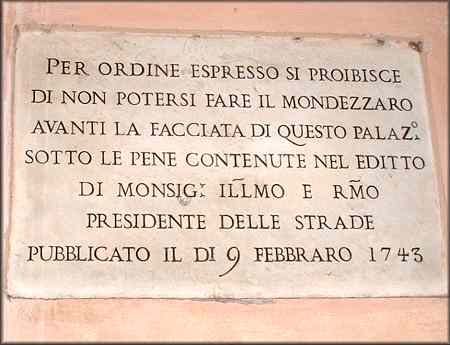 PER ORDINE ESPRESSO SI PROIBISCE
DI NON POTERSI FARE IL MONDEZZARO
AVANTI LA FACCIATA DI QUESTO PALAZ.º
SOTTO LE PENE CONTENUTE NEL EDITTO
DI MONSIG.ʳ ILL̃MO E RM̃O
PRESIDENTE DELLE STRADE
PUBBLICATO IL DI 9 FEBBRARO 1743